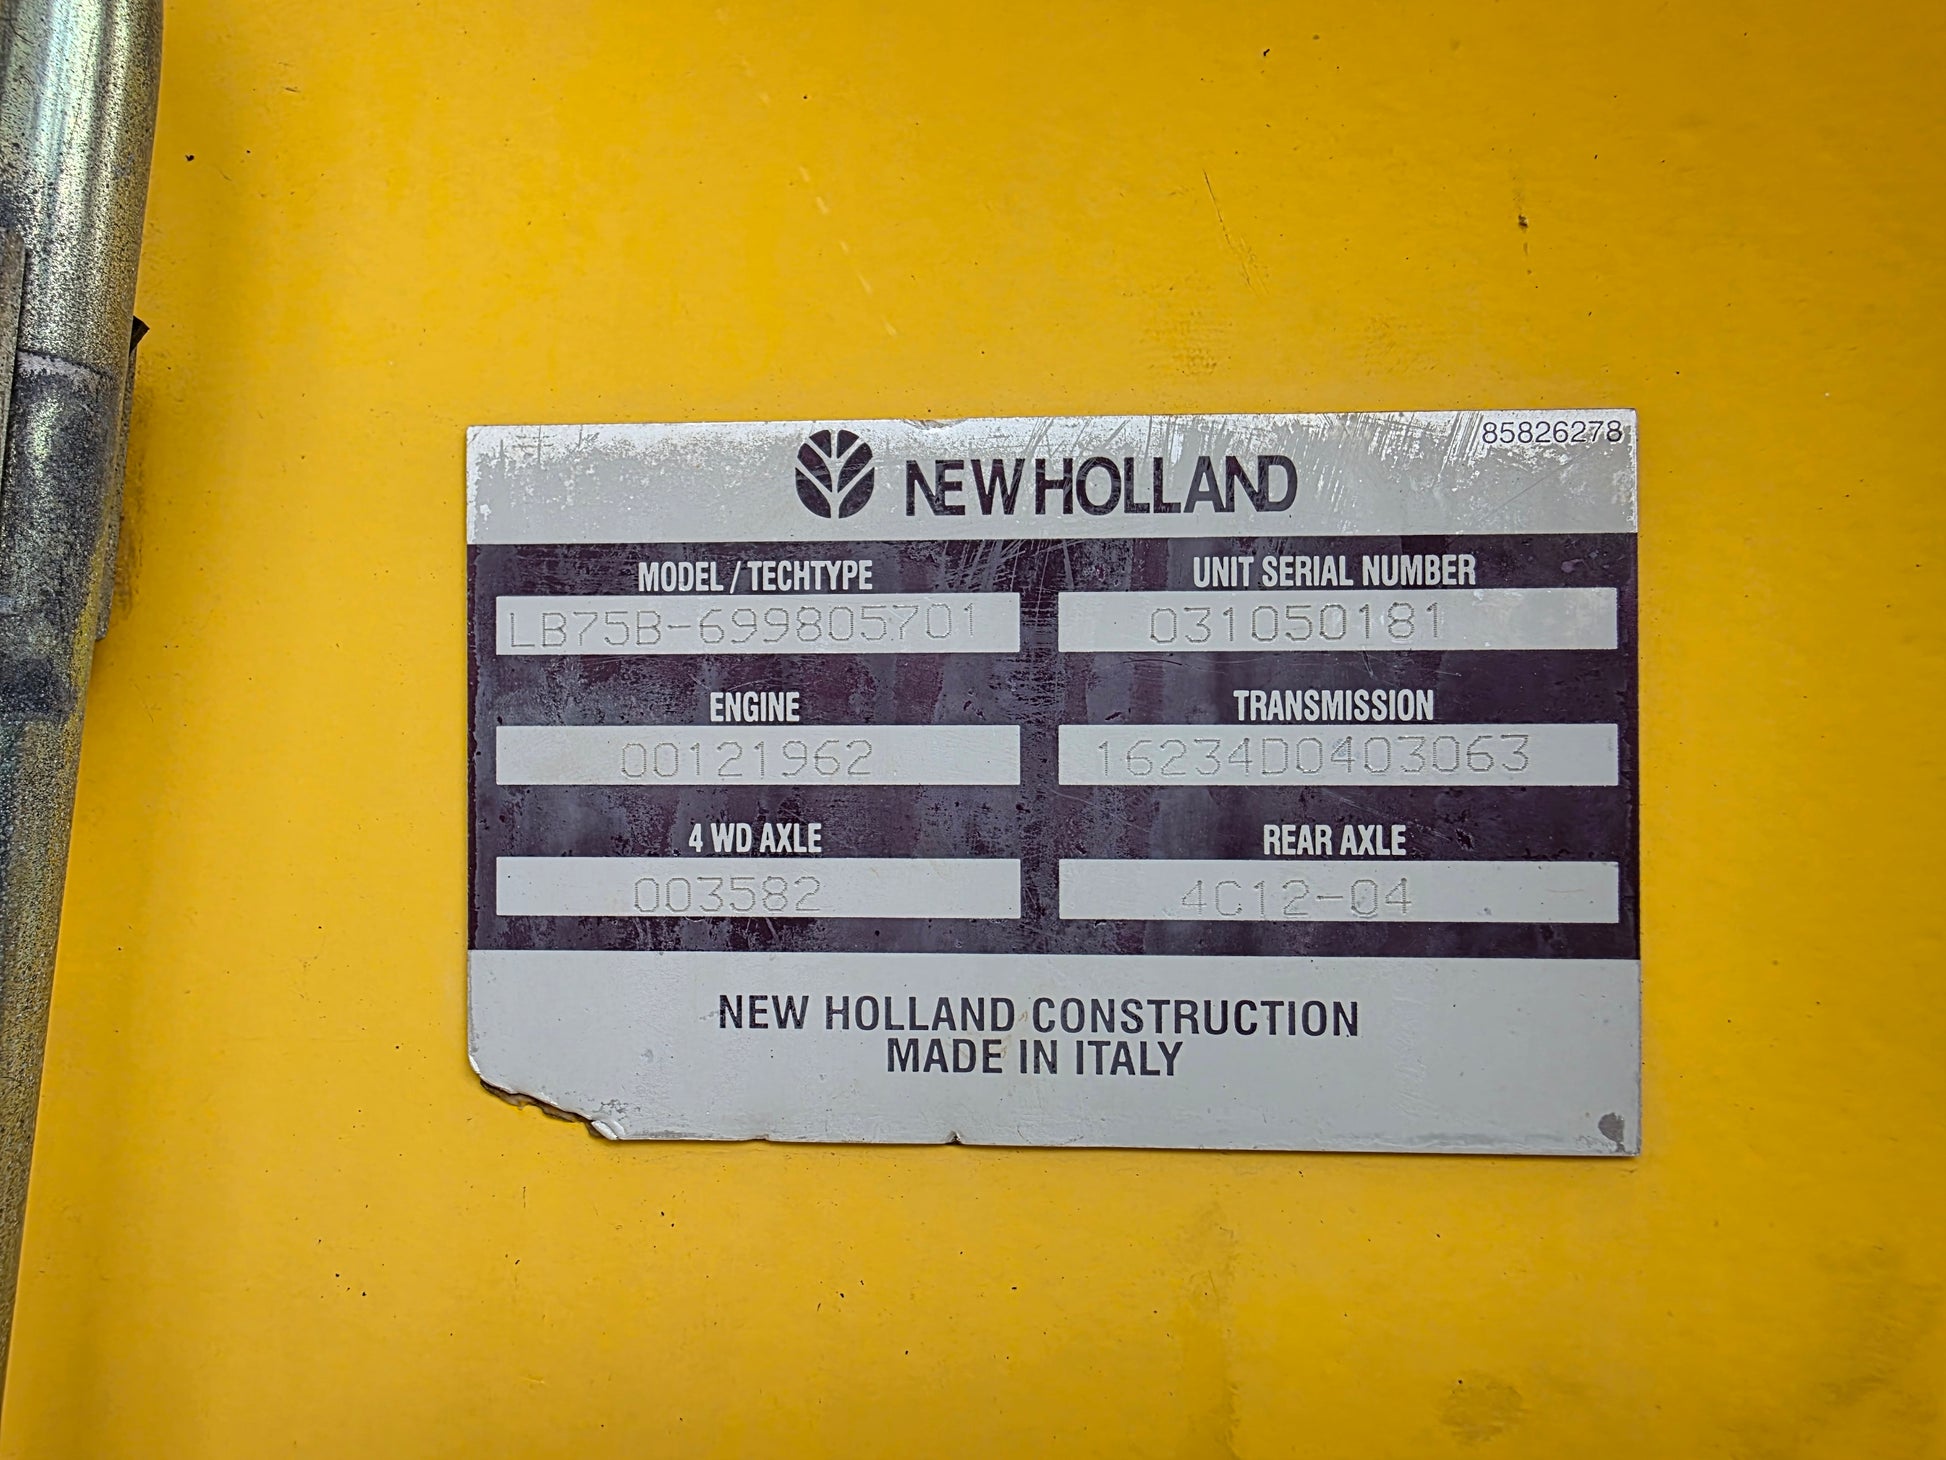 85826278
NEW HOLLAND
MODEL / TECHTYPE
LB75B-699805701
UNIT SERIAL NUMBER
031050181
ENGINE
00121962
TRANSMISSION
16234D0403063
4 WD AXLE
003582
REAR AXLE
4C12-04
NEW HOLLAND CONSTRUCTION
MADE IN ITALY